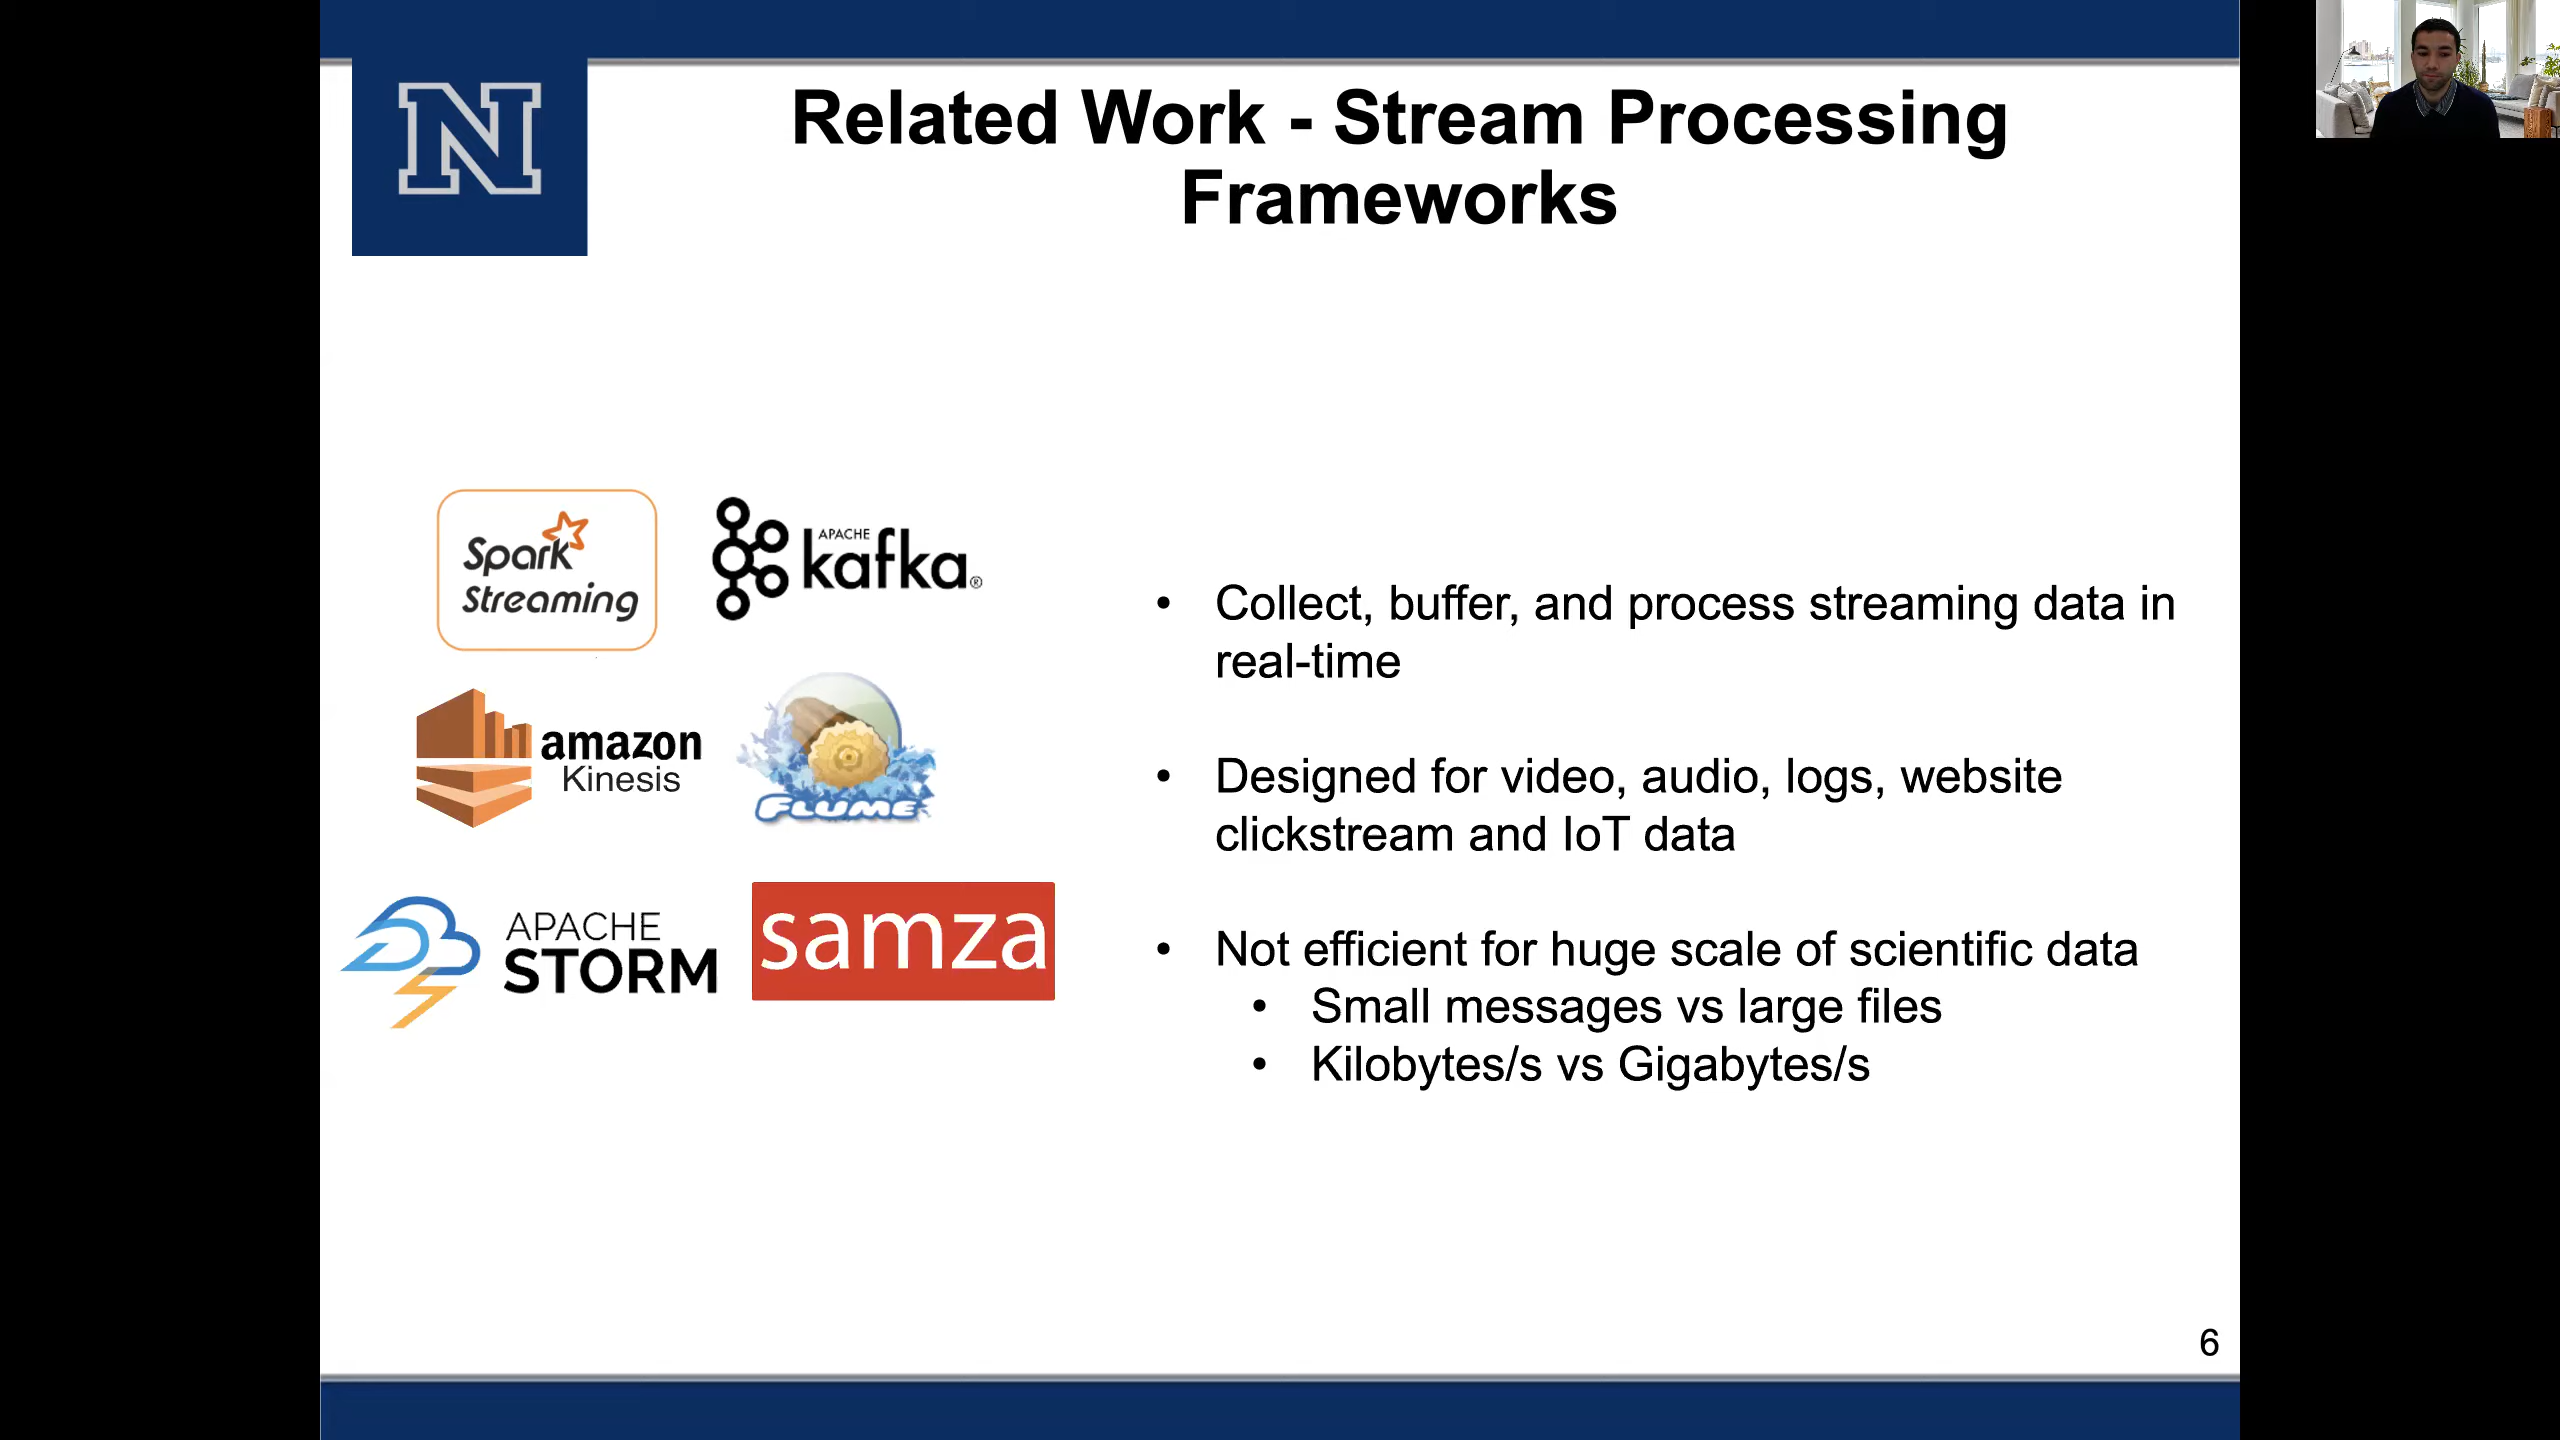 N
Related Work - Stream Processing
Frameworks
Spark
Streaming
APACHE
kafka®
amazon
Kinesis
FLUME
APACHE
STORM
samza
• Collect, buffer, and process streaming data in
real-time
• Designed for video, audio, logs, website
clickstream and IoT data
• Not efficient for huge scale of scientific data
• Small messages vs large files
• Kilobytes/s vs Gigabytes/s
6